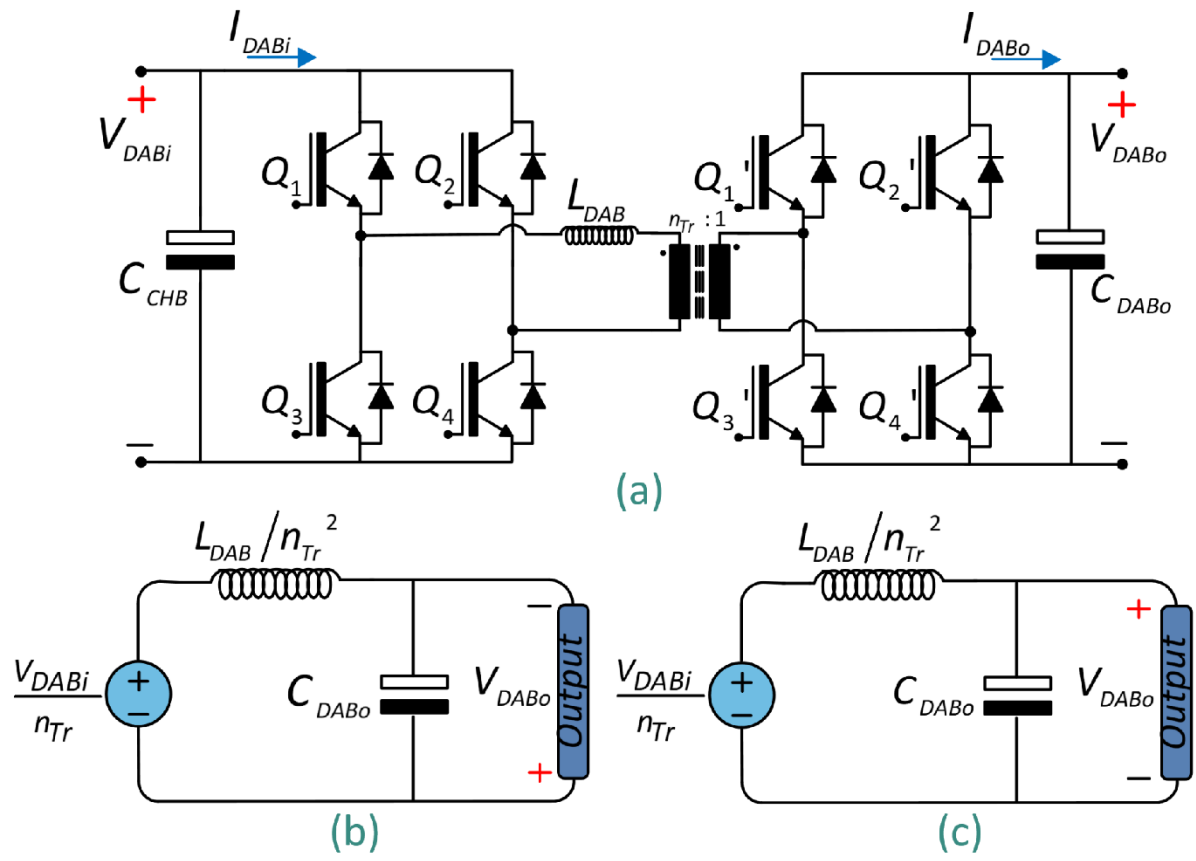 I_DABi
I_DABo
+
+
V_DABi
V_DABo
Q_1
Q_2
Q_1'
Q_2'
L_DAB
n_Tr : 1
C_CHB
C_DABo
Q_3
Q_4
Q_3'
Q_4'
−
−
(a)
L_DAB/n_Tr^2
L_DAB/n_Tr^2
−
+
V_DABi
n_Tr
+
−
C_DABo
V_DABo
Output
V_DABi
n_Tr
+
−
C_DABo
V_DABo
Output
+
−
(b)
(c)